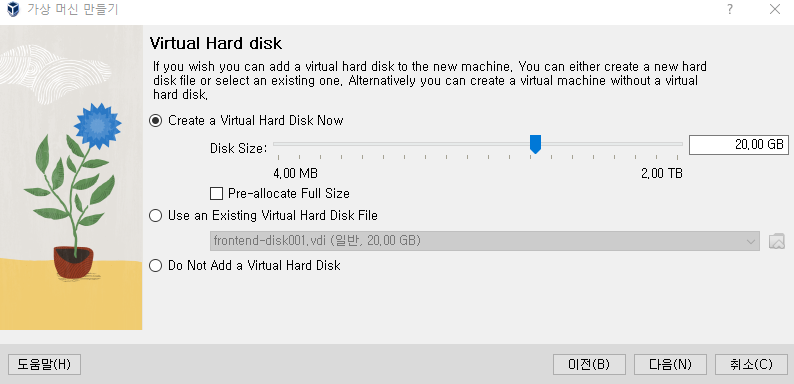 가상 머신 만들기
?
Virtual Hard disk
If you wish you can add a virtual hard disk to the new machine, You can either create a new hard
disk file or select an existing one, Alternatively you can create a virtual machine without a virtual
hard disk,
Create a Virtual Hard Disk Now
Disk Size:
20,00 GB
4,00 MB
2,00 TB
Pre-allocate Full Size
Use an Existing Virtual Hard Disk File
frontend-disk001,vdi (일반, 20,00 GB)
Do Not Add a Virtual Hard Disk
도움말(H)
이전(B)
다음(N)
취소(C)